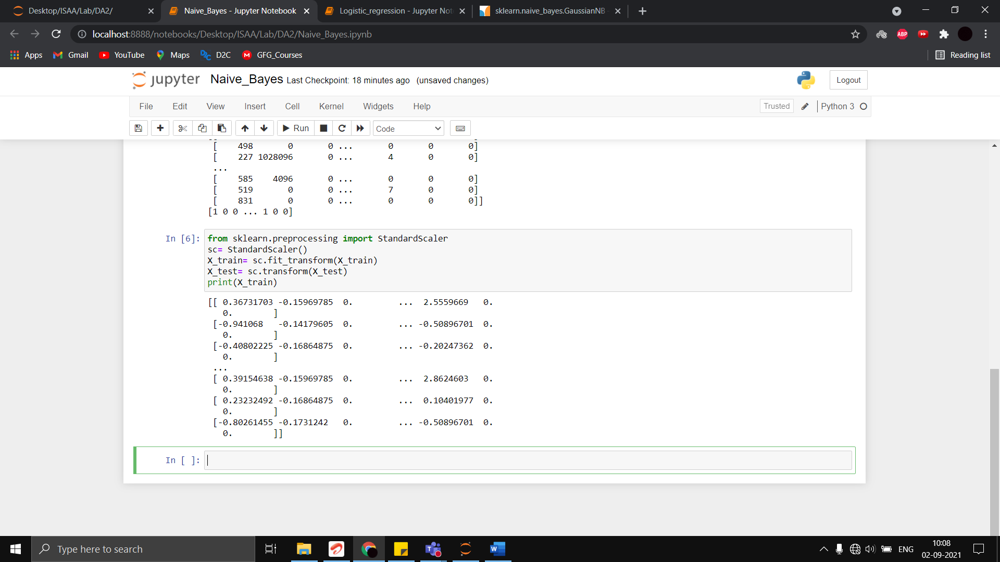 Desktop/ISAA/Lab/DA2/
Naive_Bayes - Jupyter Notebook
Logistic_regression - Jupyter Not
sklearn.naive_bayes.GaussianNB -
localhost:8888/notebooks/Desktop/ISAA/Lab/DA2/Naive_Bayes.ipynb
ABP
Apps Gmail YouTube Maps D2C GFG_Courses Reading list
jupyter Naive_Bayes Last Checkpoint: 18 minutes ago (unsaved changes) Logout
File Edit View Insert Cell Kernel Widgets Help Trusted Python 3
Run Code
[ 498 0 0 ... 0 0 0]
[ 227 1028096 0 ... 4 0 0]
...
[ 585 4096 0 ... 0 0 0]
[ 519 0 0 ... 7 0 0]
[ 831 0 0 ... 0 0 0]]
[1 0 0 ... 1 0 0]
In [6]: from sklearn.preprocessing import StandardScaler
sc= StandardScaler()
X_train= sc.fit_transform(X_train)
X_test= sc.transform(X_test)
print(X_train)
[[ 0.36731703 -0.15969785 0. ... 2.5559669 0.
0. ]
[-0.941068 -0.14179605 0. ... -0.50896701 0.
0. ]
[-0.40802225 -0.16864875 0. ... -0.20247362 0.
0. ]
...
[ 0.39154638 -0.15969785 0. ... 2.8624603 0.
0. ]
[ 0.23232492 -0.16864875 0. ... 0.10401977 0.
0. ]
[-0.80261455 -0.1731242 0. ... -0.50896701 0.
0. ]]
In [ ]:
Type here to search
ENG
10:08
02-09-2021